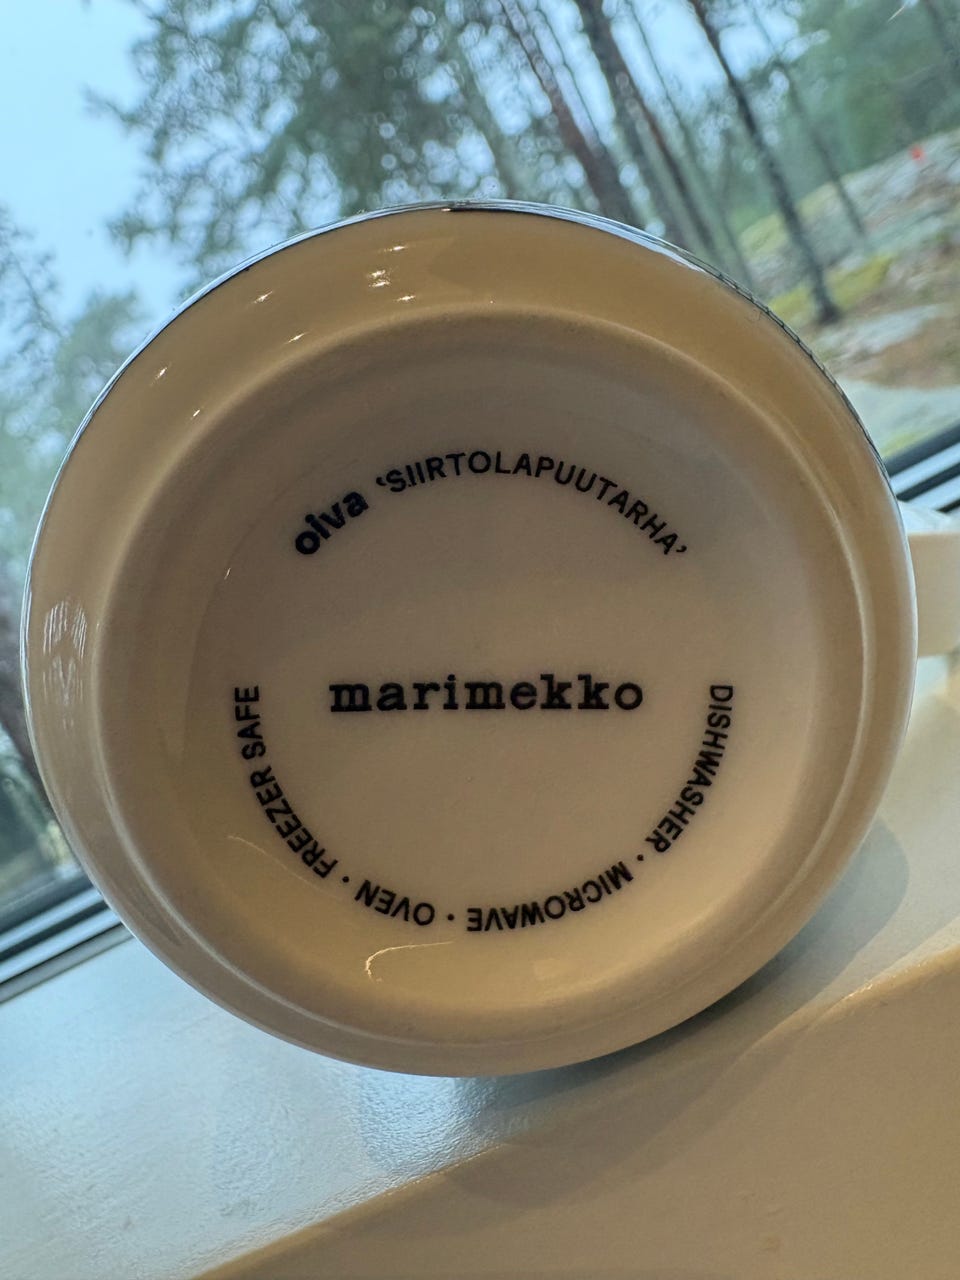 oiva ‘SIIRTOLAPUUTARHA’
marimekko
DISHWASHER · MICROWAVE · OVEN · FREEZER SAFE